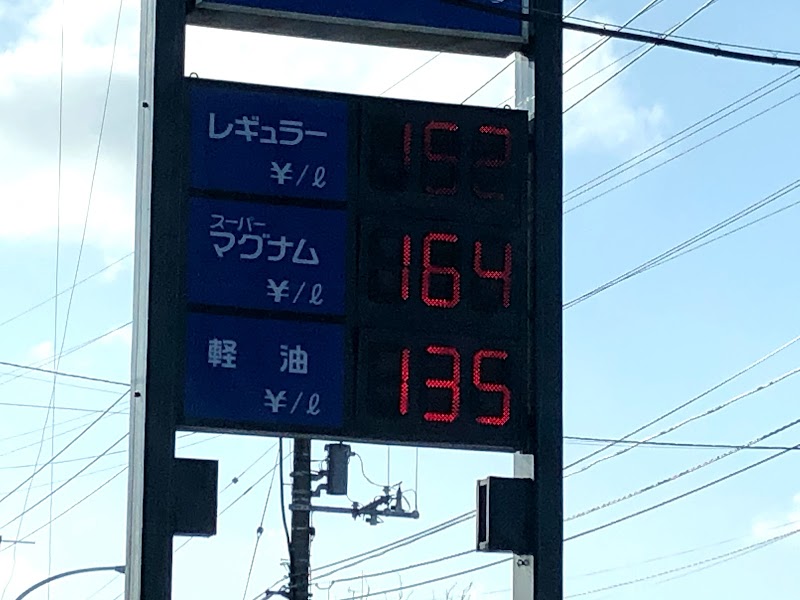 レギュラー 152
¥/ℓ
スーパー
マグナム 164
¥/ℓ
軽 油 135
¥/ℓ